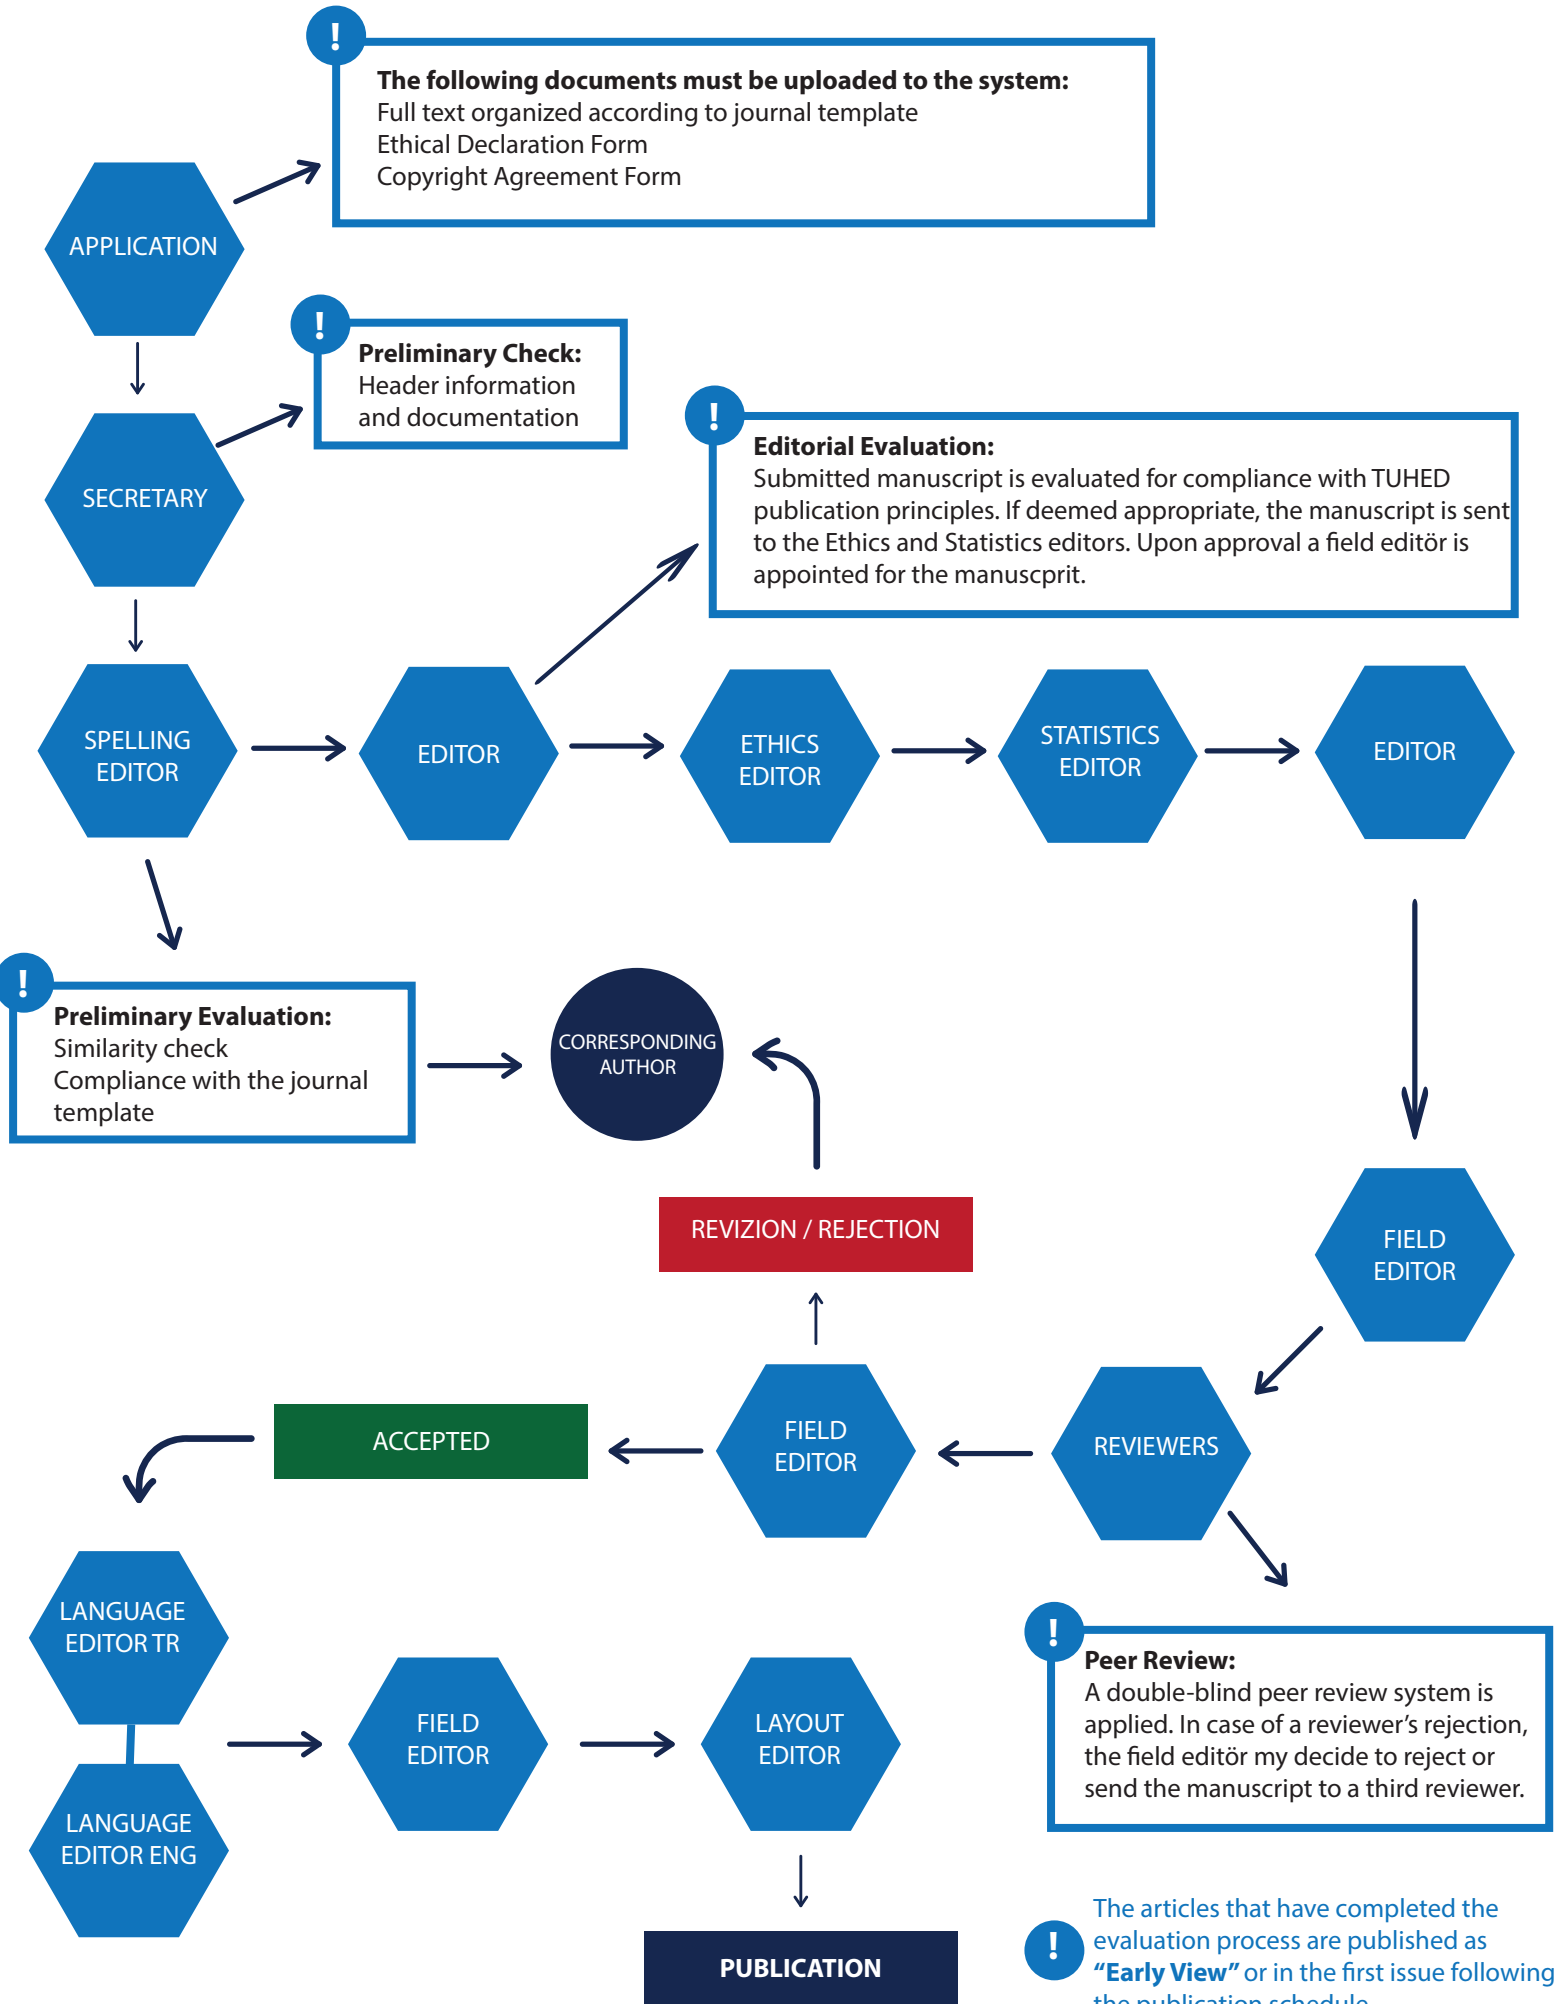 !
The following documents must be uploaded to the system:
Full text organized according to journal template
Ethical Declaration Form
Copyright Agreement Form
APPLICATION
!
Preliminary Check:
Header information
and documentation
SECRETARY
!
Editorial Evaluation:
Submitted manuscript is evaluated for compliance with TUHED
publication principles. If deemed appropriate, the manuscript is sent
to the Ethics and Statistics editors. Upon approval a field editör is
appointed for the manuscprit.
SPELLING
EDITOR
EDITOR
ETHICS
EDITOR
STATISTICS
EDITOR
EDITOR
!
Preliminary Evaluation:
Similarity check
Compliance with the journal
template
CORRESPONDING
AUTHOR
REVIZION / REJECTION
FIELD
EDITOR
ACCEPTED
FIELD
EDITOR
REVIEWERS
LANGUAGE
EDITOR TR
LANGUAGE
EDITOR ENG
FIELD
EDITOR
LAYOUT
EDITOR
!
Peer Review:
A double-blind peer review system is
applied. In case of a reviewer’s rejection,
the field editör my decide to reject or
send the manuscript to a third reviewer.
PUBLICATION
!
The articles that have completed the
evaluation process are published as
“Early View” or in the first issue following
the publication schedule